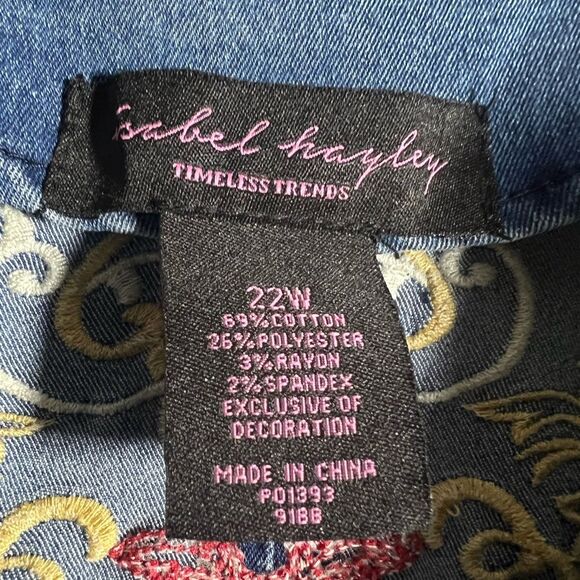 Isabel hayley
TIMELESS TRENDS
22W
69% COTTON
26% POLYESTER
3% RAYON
2% SPANDEX
EXCLUSIVE OF
DECORATION
MADE IN CHINA
P01393
9188